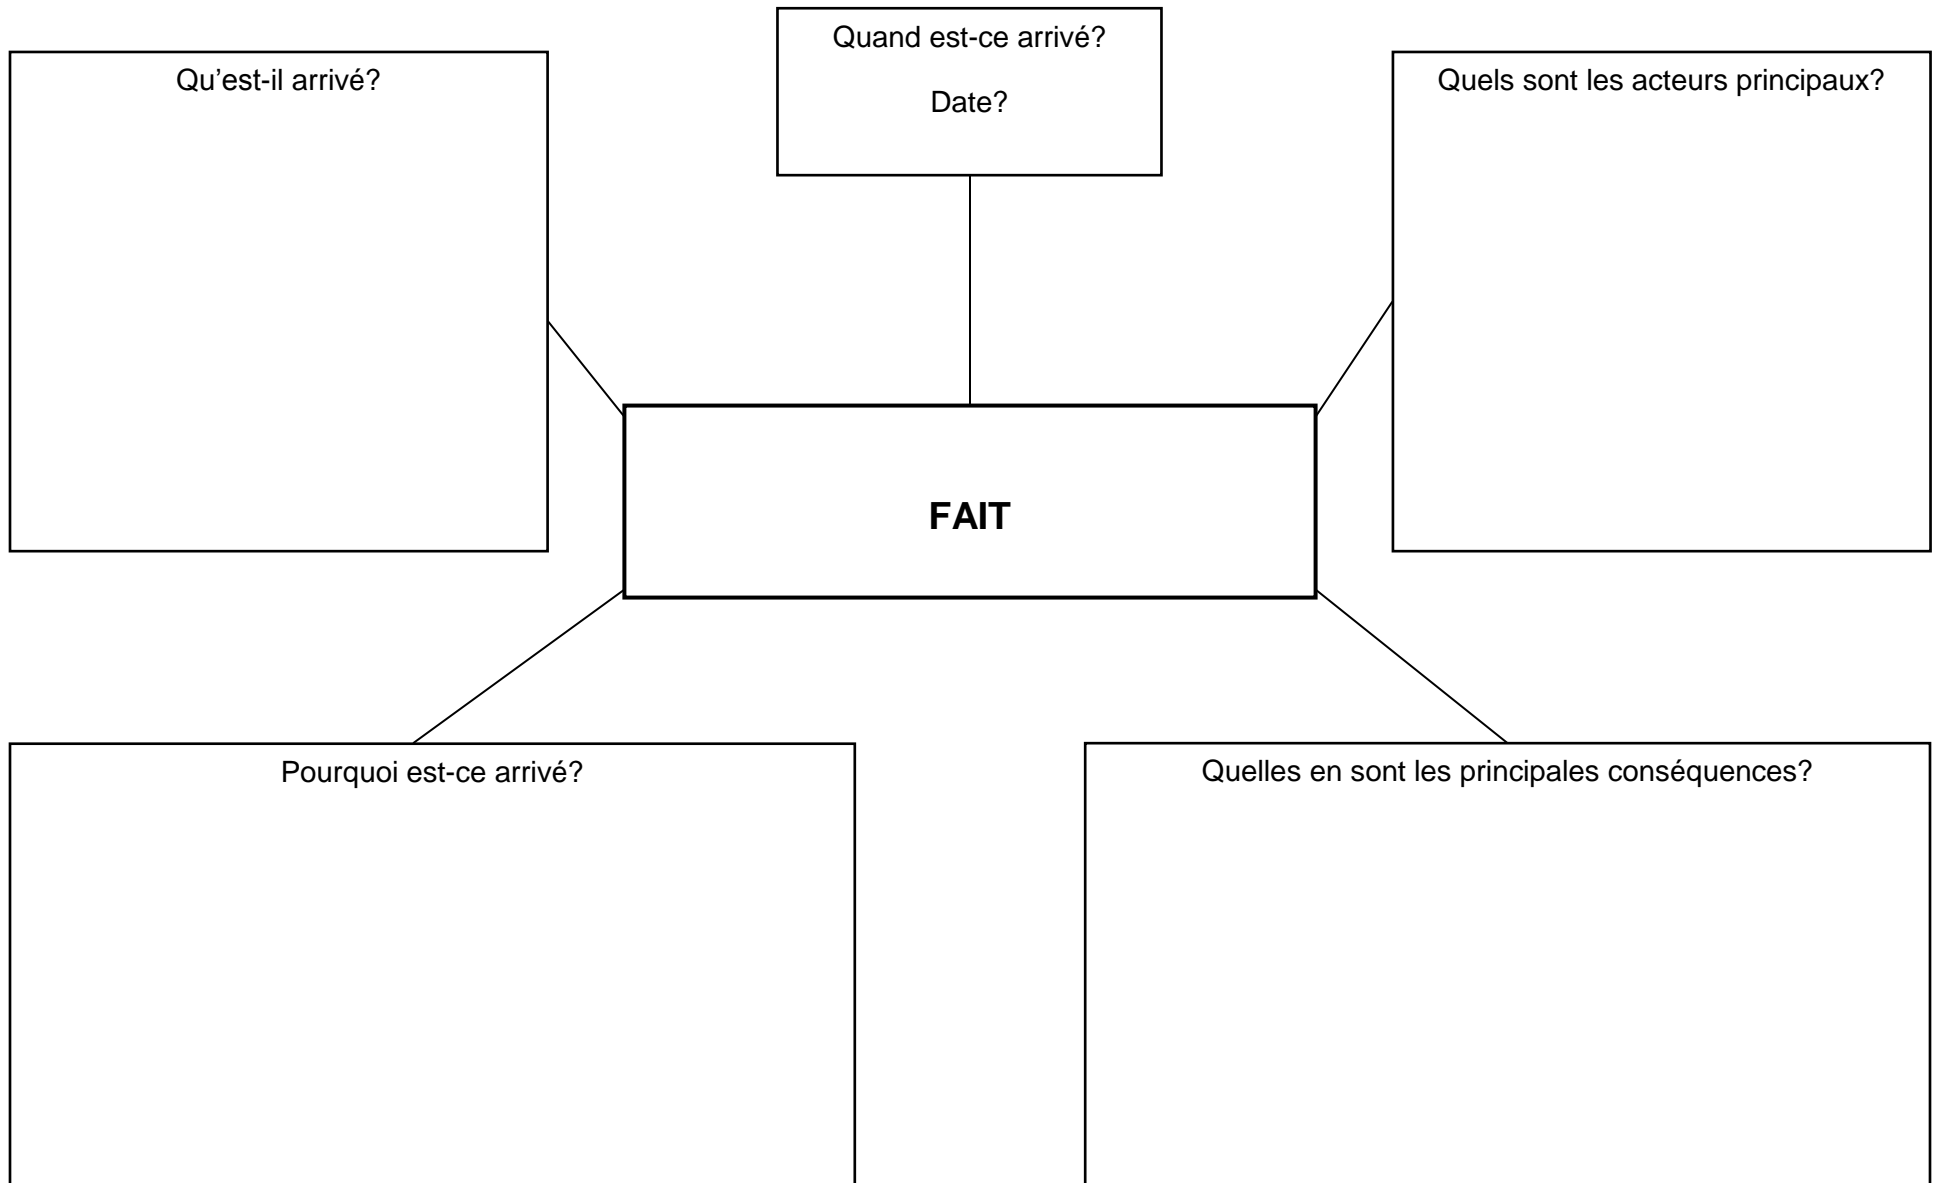 Quand est-ce arrivé?
Date?
Qu’est-il arrivé?
Quels sont les acteurs principaux?
FAIT
Pourquoi est-ce arrivé?
Quelles en sont les principales conséquences?